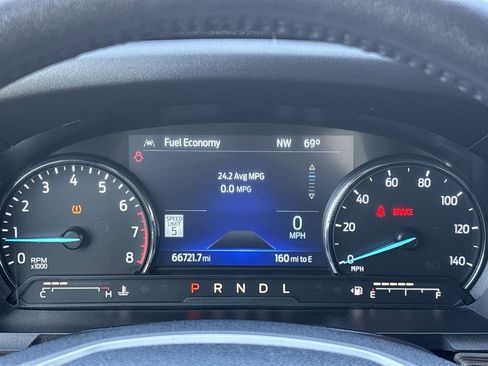 Fuel Economy NW 69°
24.2 Avg MPG
0.0 MPG
SPEED
LIMIT
5
0
MPH
66721.7 mi 160 mi to E
0 1 2 3 4 5 6 7 8
RPM
x1000
0 20 40 60 80 100 120 140
MPH
BRAKE
C H
P R N D L
E F